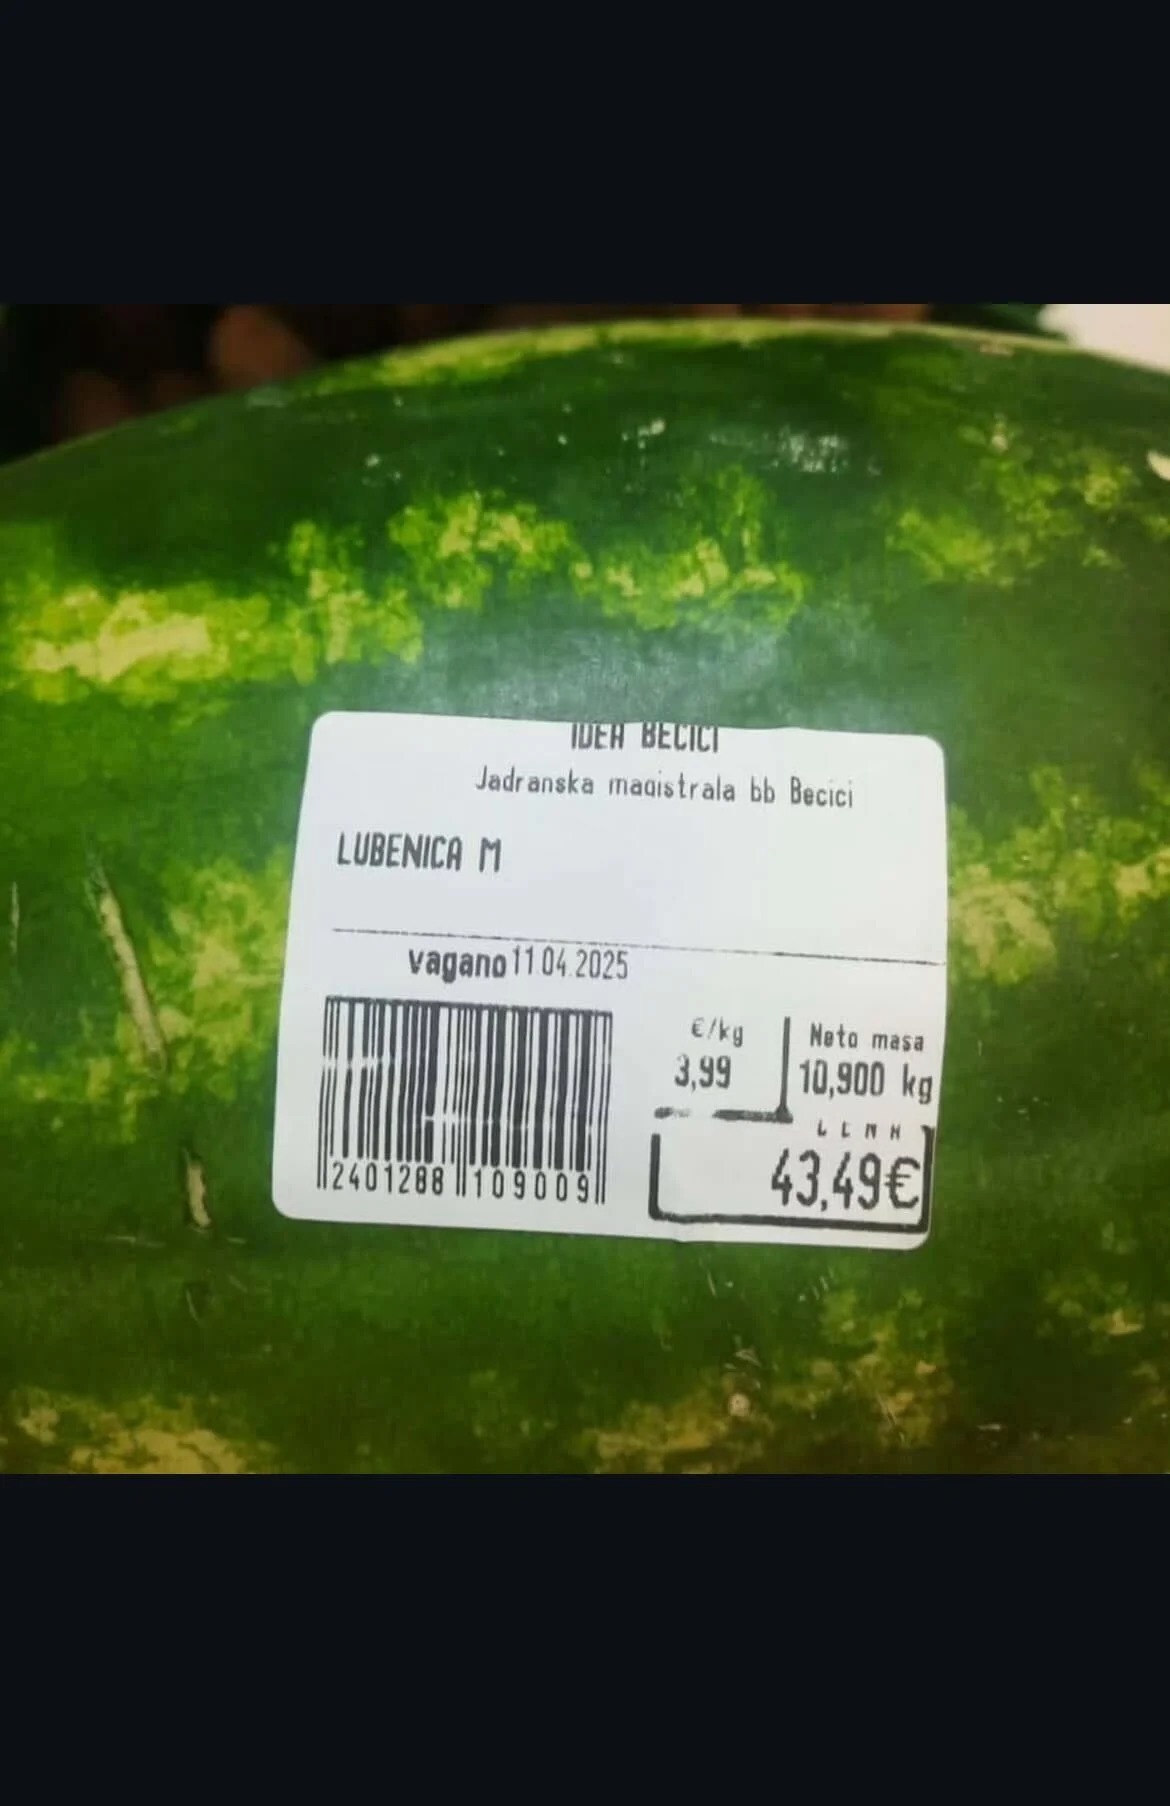 IDEA BECICI
Jadranska magistrala bb Becici
LUBENICA M
vagano 11.04.2025
€/kg
3,99
Neto masa
10,900 kg
43,49€
2401288 109009